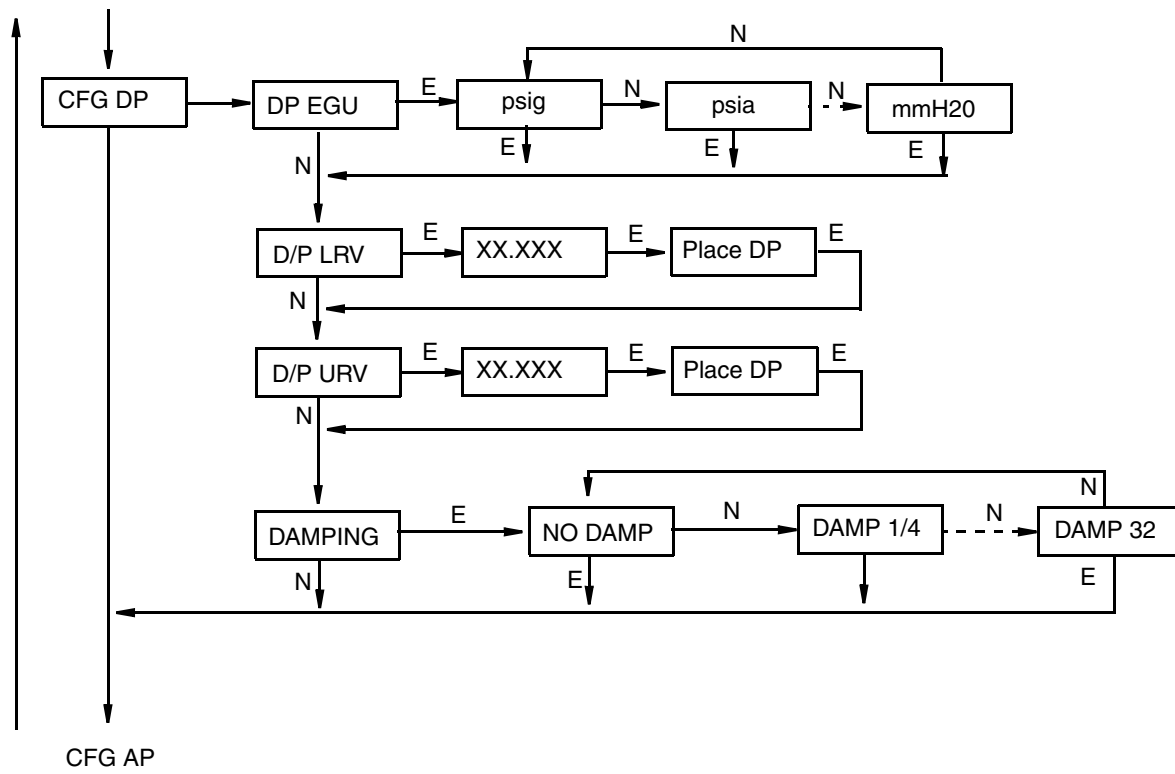 N
CFG DP
DP EGU
E
psig
N
psia
N
mmH20
E
E
E
N
D/P LRV
E
XX.XXX
E
Place DP
E
N
D/P URV
E
XX.XXX
E
Place DP
E
N
N
DAMPING
E
NO DAMP
N
DAMP 1/4
N
DAMP 32
N
E
E
CFG AP